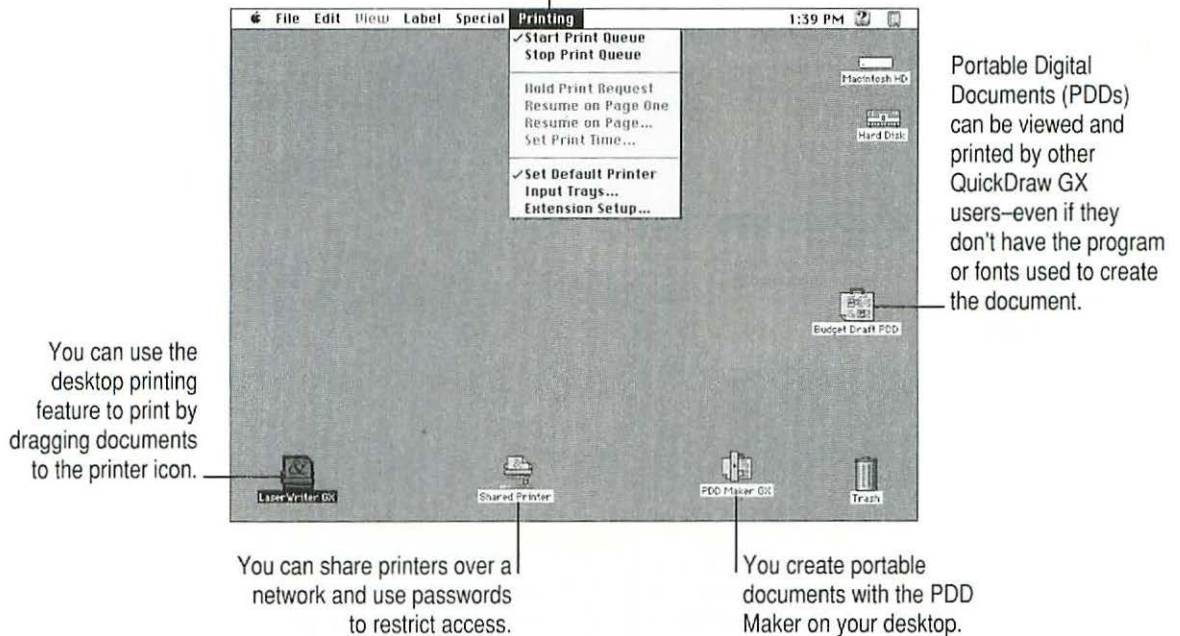 File Edit View Label Special Printing 1:39 PM
✓Start Print Queue
Stop Print Queue
Hold Print Request
Resume on Page One
Resume on Page...
Set Print Time...
✓Set Default Printer
Input Trays...
Extension Setup...
Macintosh HD
Hard Disk
Portable Digital
Documents (PDDs)
can be viewed and
printed by other
QuickDraw GX
users–even if they
don't have the program
or fonts used to create
the document.
Budget Draft PDD
You can use the
desktop printing
feature to print by
dragging documents
to the printer icon.
LaserWriter GX
Shared Printer
PDD Maker GX
Trash
You can share printers over a
network and use passwords
to restrict access.
You create portable
documents with the PDD
Maker on your desktop.